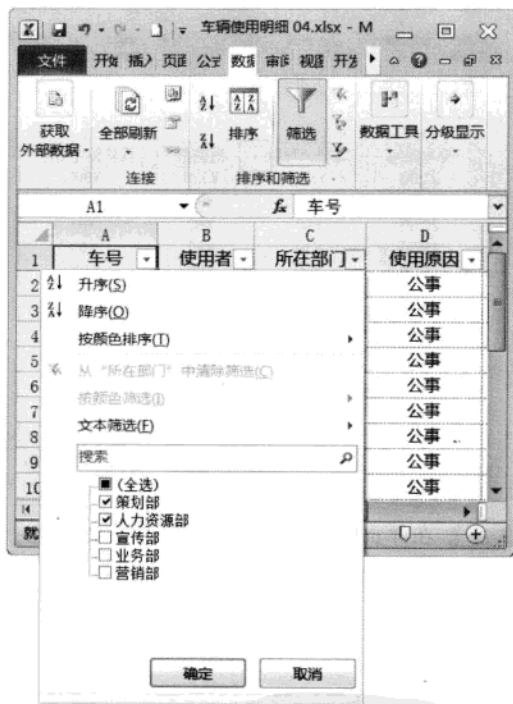 车辆使用明细 04.xlsx - M
文件 开始 插入 页面 公式 数据 审阅 视图 开发
获取
外部数据
全部刷新
排序
筛选
数据工具
分级显示
连接
排序和筛选
A1
fx 车号
A B C D
1 车号 使用者 所在部门 使用原因
2 公事
3 公事
4 公事
5 公事
6 公事
7 公事
8 公事
9 公事
10 公事
升序(S)
降序(O)
按颜色排序(T)
从“所在部门”中清除筛选(C)
按颜色筛选(I)
文本筛选(F)
搜索
(全选)
策划部
人力资源部
宣传部
业务部
营销部
就
确定 取消